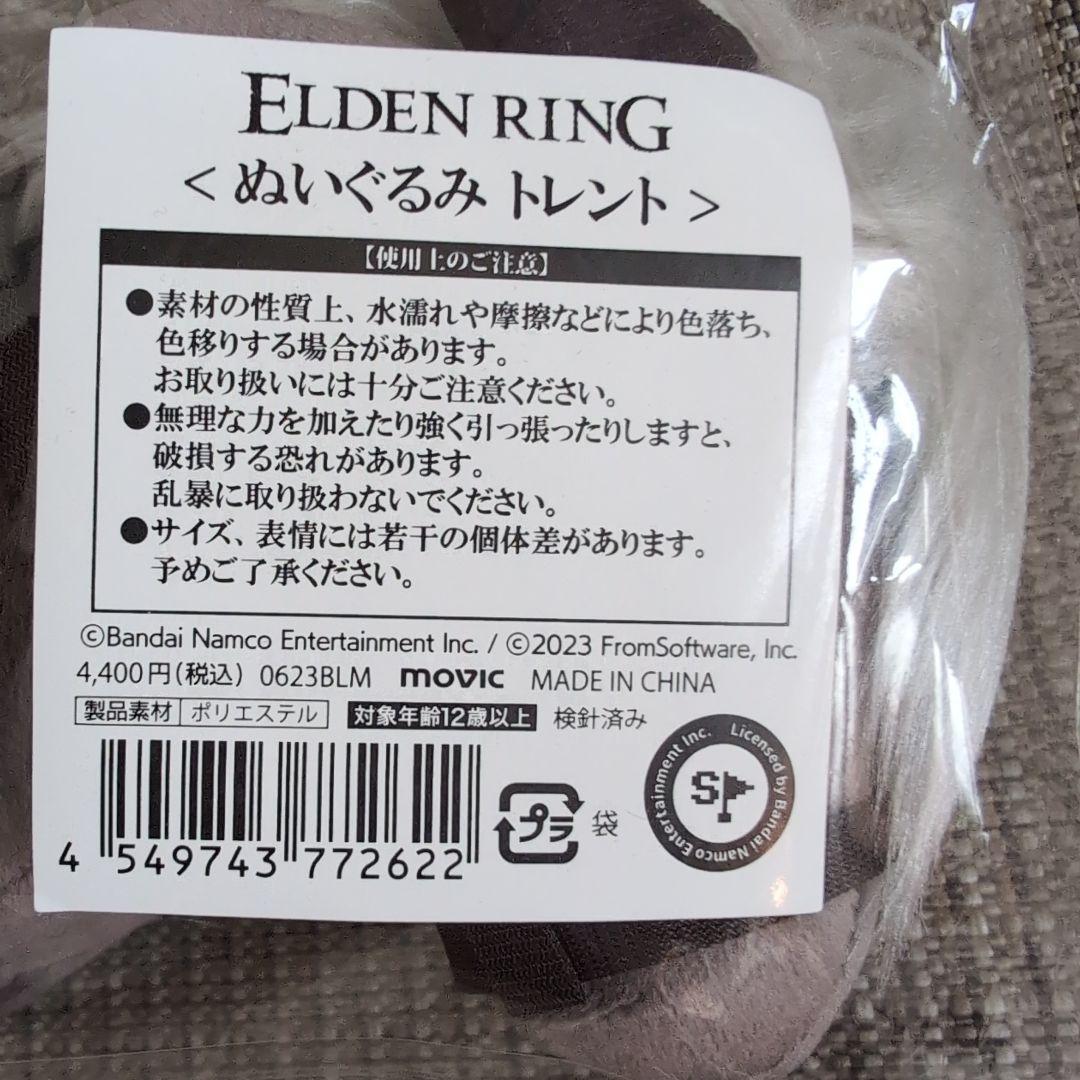 ELDEN RING
<ぬいぐるみ トレント>
【使用上のご注意】
●素材の性質上、水濡れや摩擦などにより色落ち、
色移りする場合があります。
お取り扱いには十分ご注意ください。
●無理な力を加えたり強く引っ張ったりしますと、
破損する恐れがあります。
乱暴に取り扱わないでください。
●サイズ、表情には若干の個体差があります。
予めご了承ください。
©Bandai Namco Entertainment Inc. / ©2023 FromSoftware, Inc.
4,400円(税込) 0623BLM movic MADE IN CHINA
製品素材 ポリエステル 対象年齢12歳以上 検針済み
4 549743 772622
プラ 袋
Licensed by Bandai Namco Entertainment Inc.
S